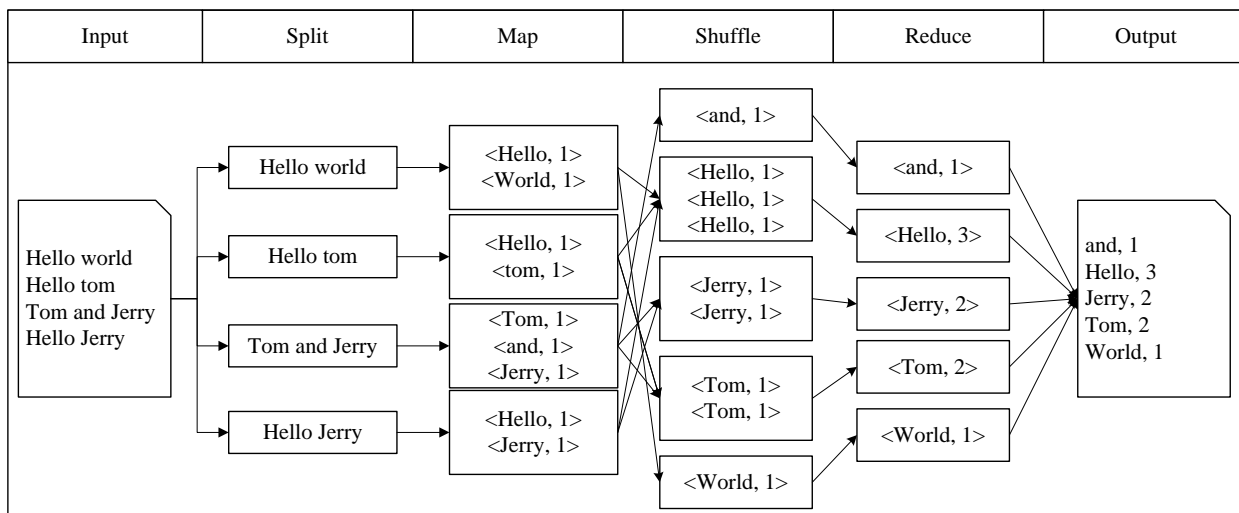 Input
Split
Map
Shuffle
Reduce
Output
Hello world
Hello tom
Tom and Jerry
Hello Jerry
Hello world
Hello tom
Tom and Jerry
Hello Jerry
<Hello, 1>
<World, 1>
<Hello, 1>
<tom, 1>
<Tom, 1>
<and, 1>
<Jerry, 1>
<Hello, 1>
<Jerry, 1>
<and, 1>
<Hello, 1>
<Hello, 1>
<Hello, 1>
<Jerry, 1>
<Jerry, 1>
<Tom, 1>
<Tom, 1>
<World, 1>
<and, 1>
<Hello, 3>
<Jerry, 2>
<Tom, 2>
<World, 1>
and, 1
Hello, 3
Jerry, 2
Tom, 2
World, 1